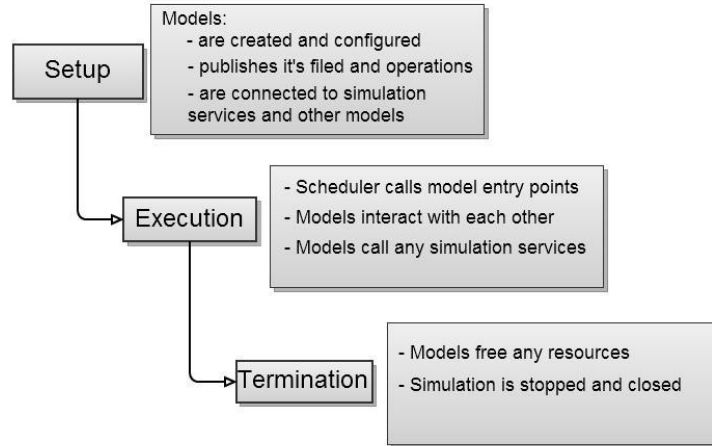 Setup
Models:
- are created and configured
- publishes it's filed and operations
- are connected to simulation
services and other models
Execution
- Scheduler calls model entry points
- Models interact with each other
- Models call any simulation services
Termination
- Models free any resources
- Simulation is stopped and closed